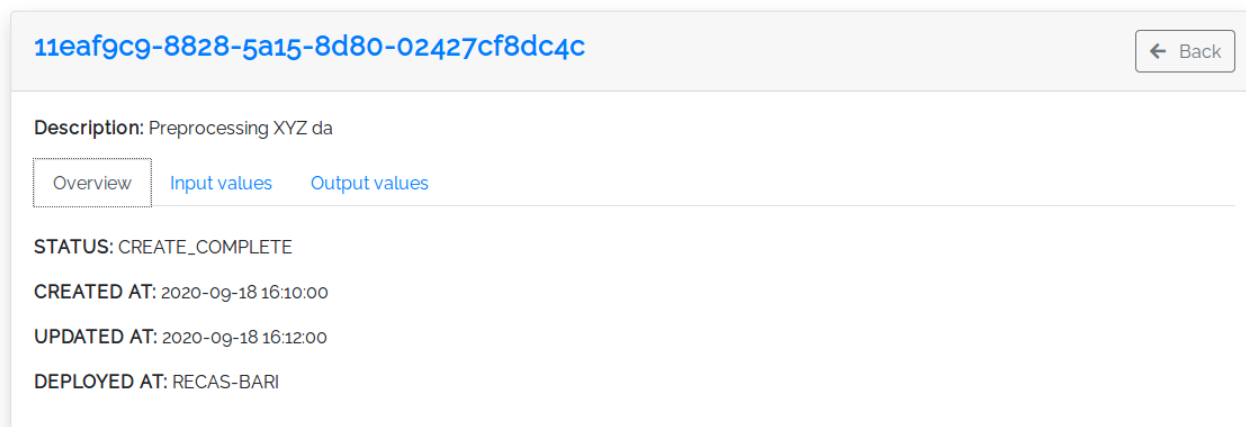 11eaf9c9-8828-5a15-8d80-02427cf8dc4c
Back
Description: Preprocessing XYZ da
Overview Input values Output values
STATUS: CREATE_COMPLETE
CREATED AT: 2020-09-18 16:10:00
UPDATED AT: 2020-09-18 16:12:00
DEPLOYED AT: RECAS-BARI